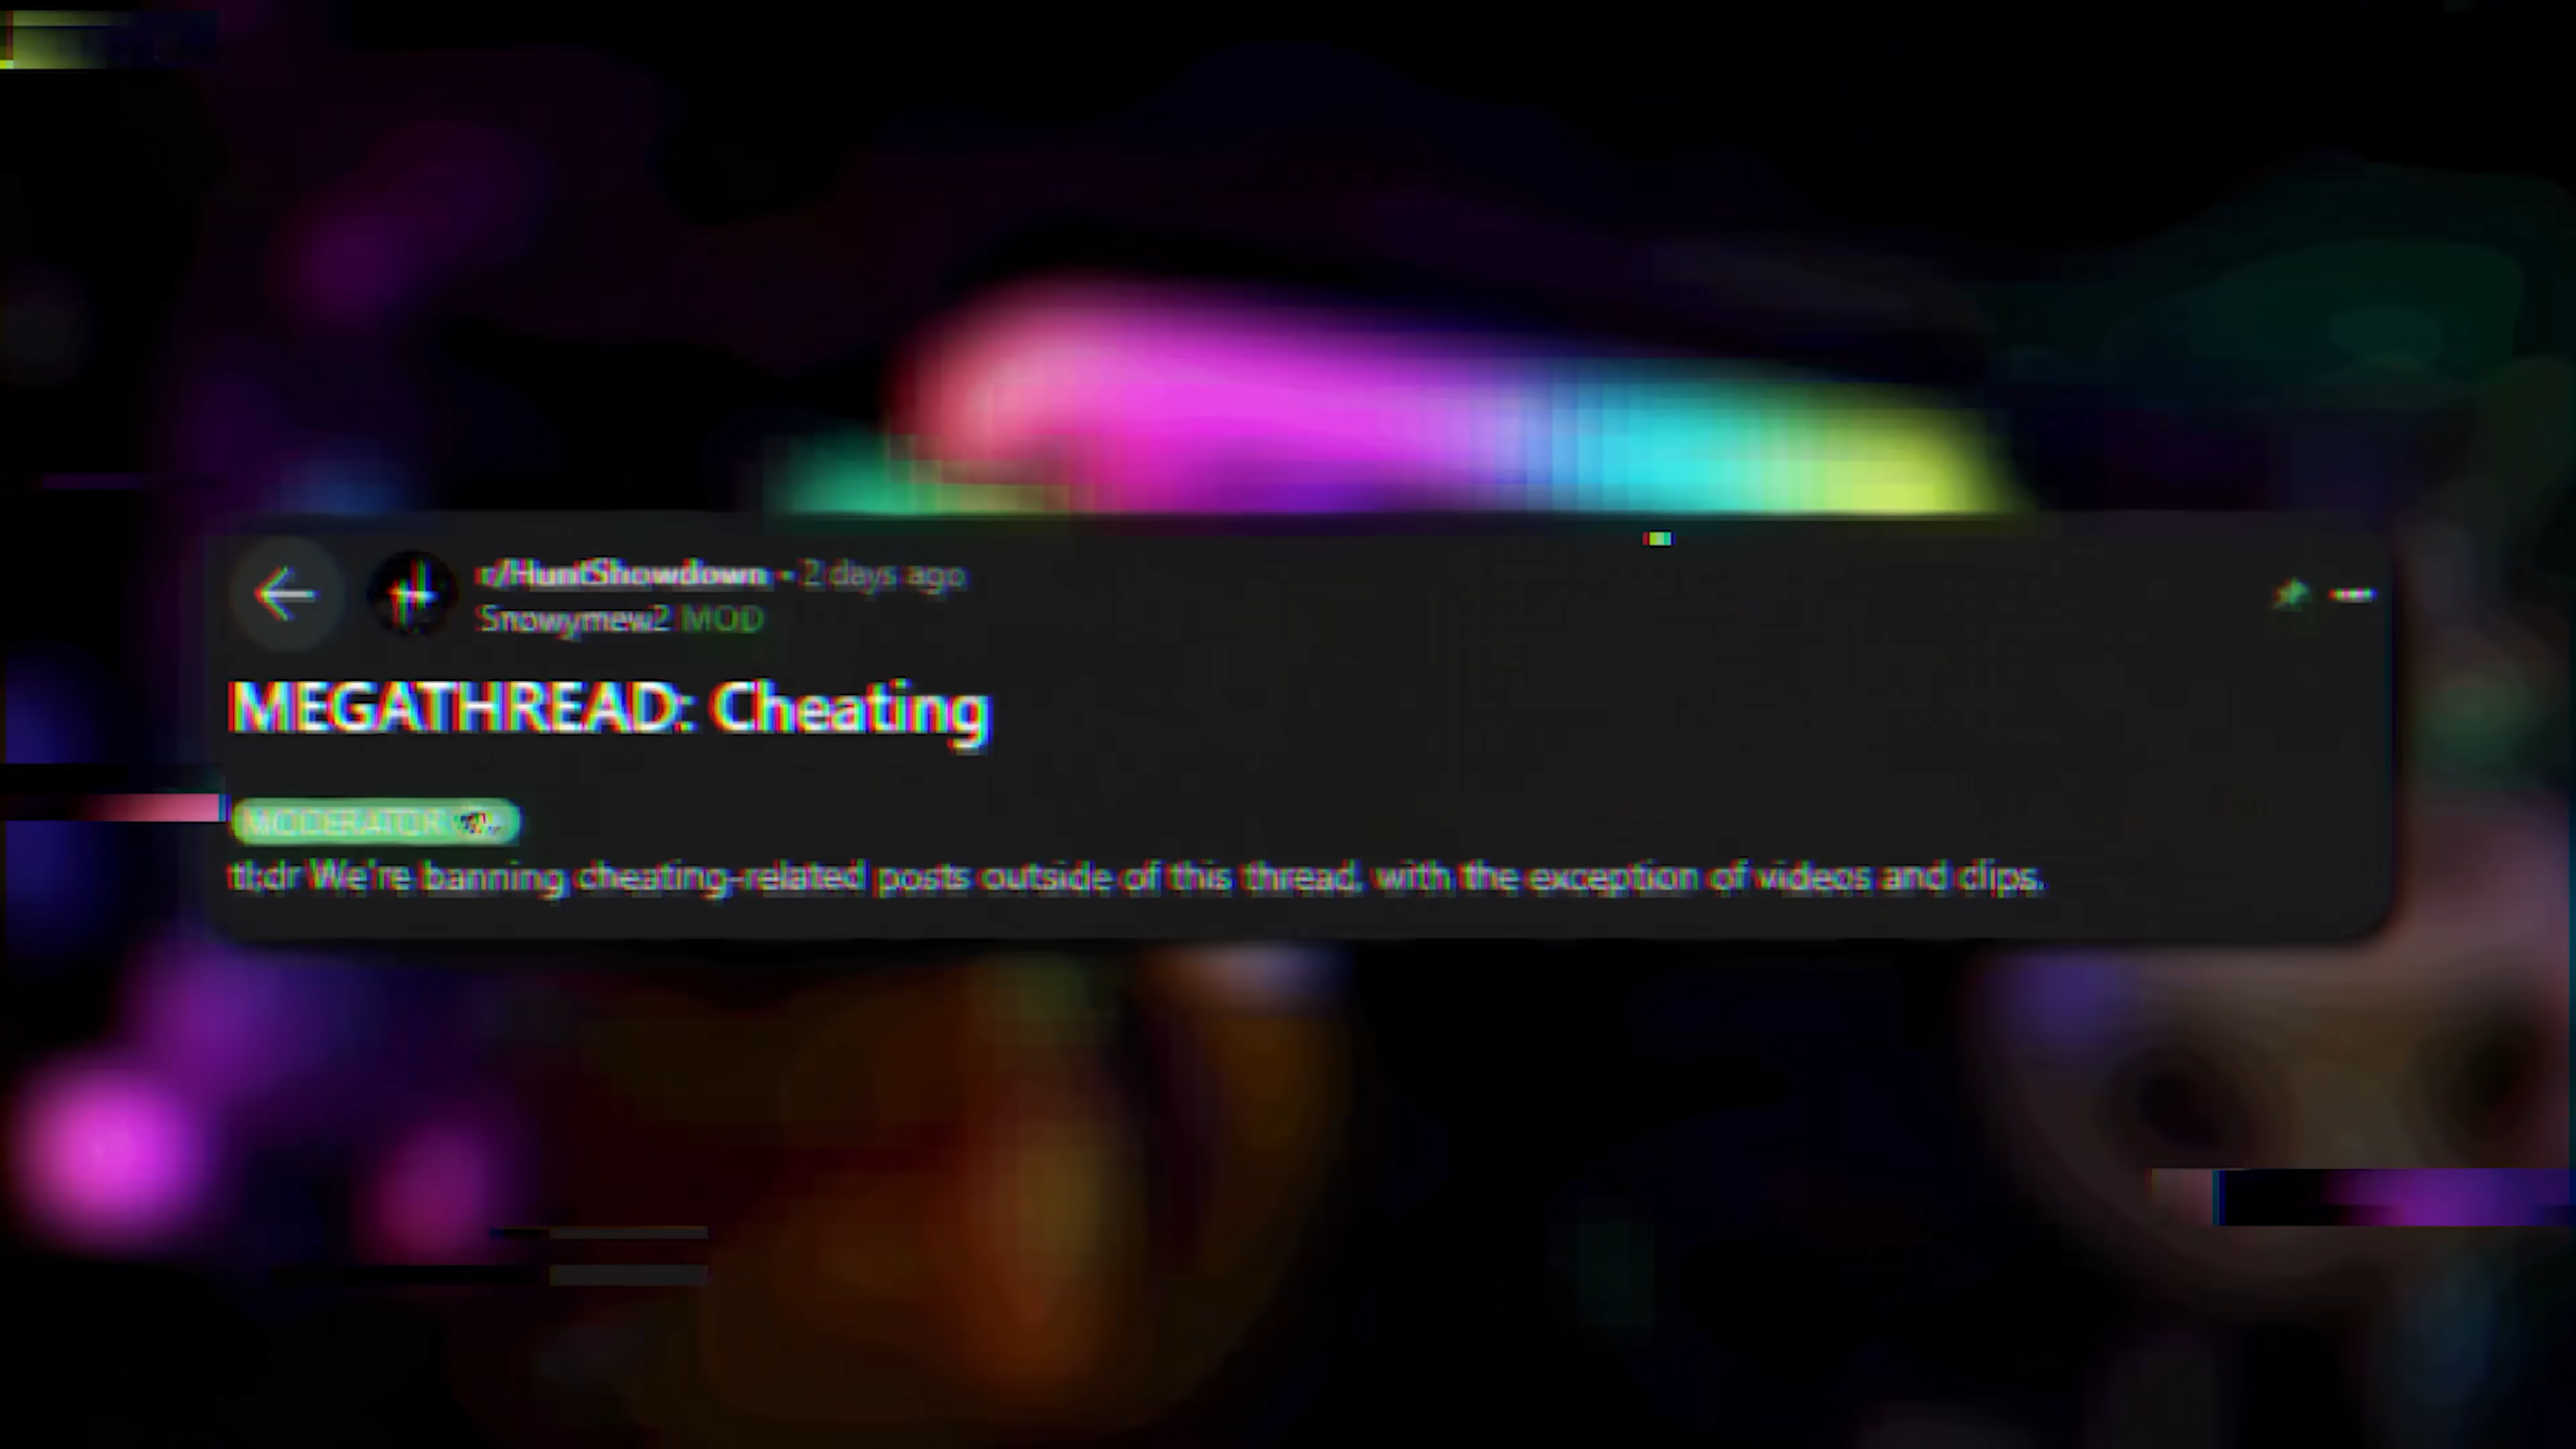 r/HuntShowdown • 2 days ago
Snowymew2 MOD
MEGATHREAD: Cheating
MODERATOR
tl;dr We're banning cheating-related posts outside of this thread, with the exception of videos and clips.